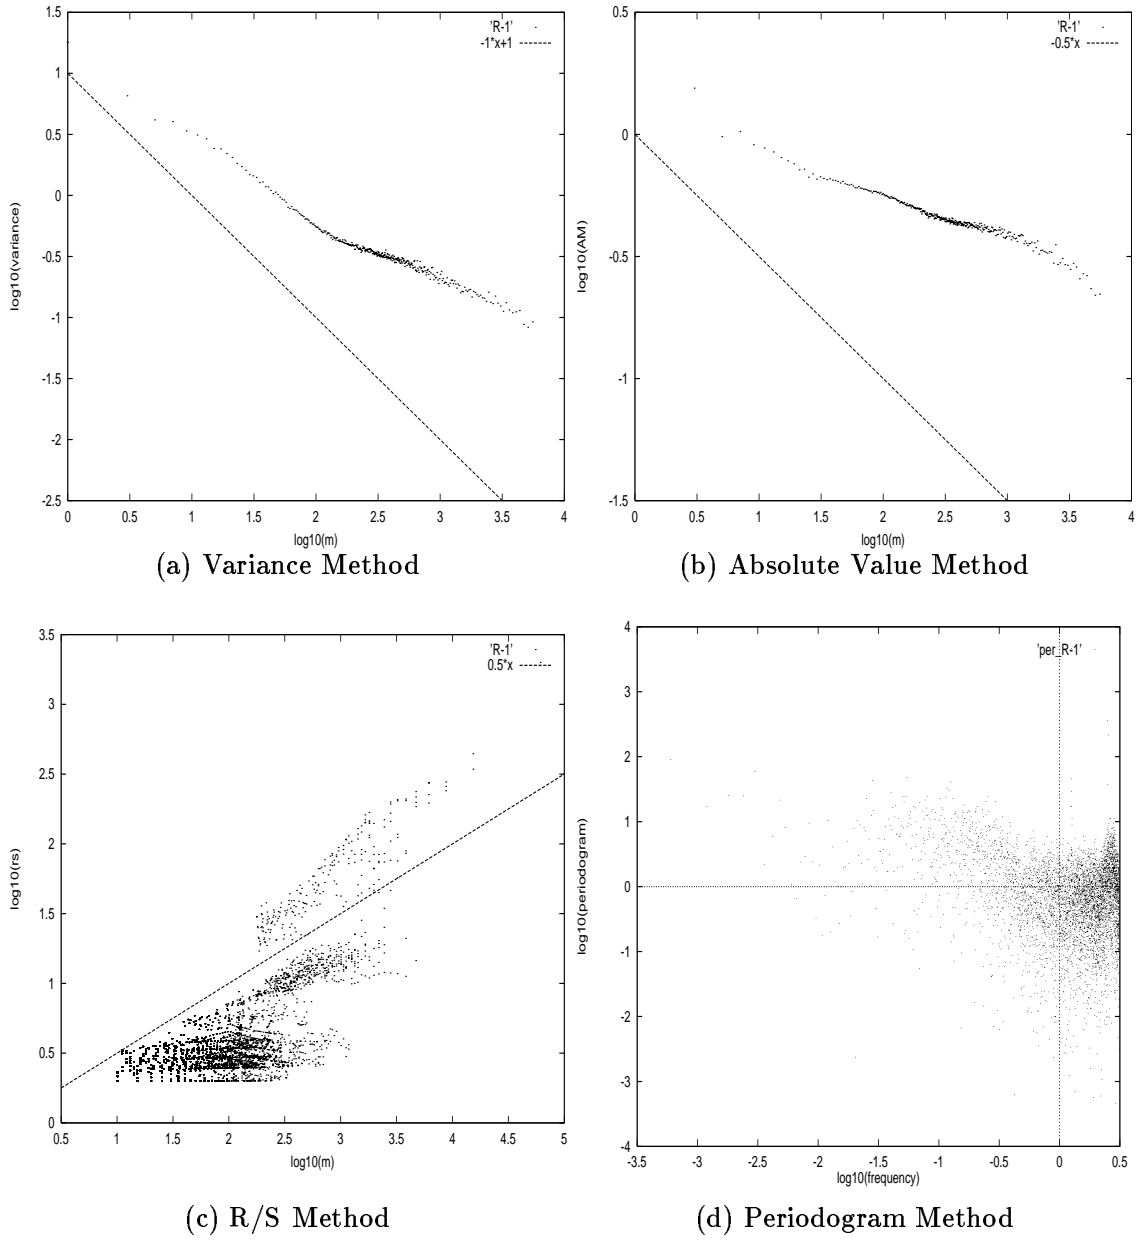 1.5
1
0.5
0
-0.5
-1
-1.5
-2
-2.5
0 0.5 1 1.5 2 2.5 3 3.5 4
log10(variance)
log10(m)
'R-1'
-1*x+1
(a) Variance Method
0.5
0
-0.5
-1
-1.5
0 0.5 1 1.5 2 2.5 3 3.5 4
log10(AM)
log10(m)
'R-1'
-0.5*x
(b) Absolute Value Method
3.5
3
2.5
2
1.5
1
0.5
0
0.5 1 1.5 2 2.5 3 3.5 4 4.5 5
log10(rs)
log10(m)
'R-1'
0.5*x
(c) R/S Method
4
3
2
1
0
-1
-2
-3
-4
-3.5 -3 -2.5 -2 -1.5 -1 -0.5 0 0.5
log10(periodogram)
log10(frequency)
'per_R-1'
(d) Periodogram Method